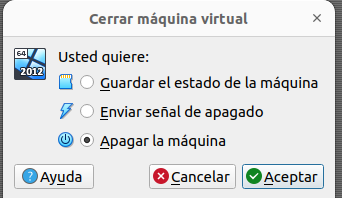 Cerrar máquina virtual
64
2012
Usted quiere:
Guardar el estado de la máquina
Enviar señal de apagado
Apagar la máquina
Ayuda
Cancelar
Aceptar